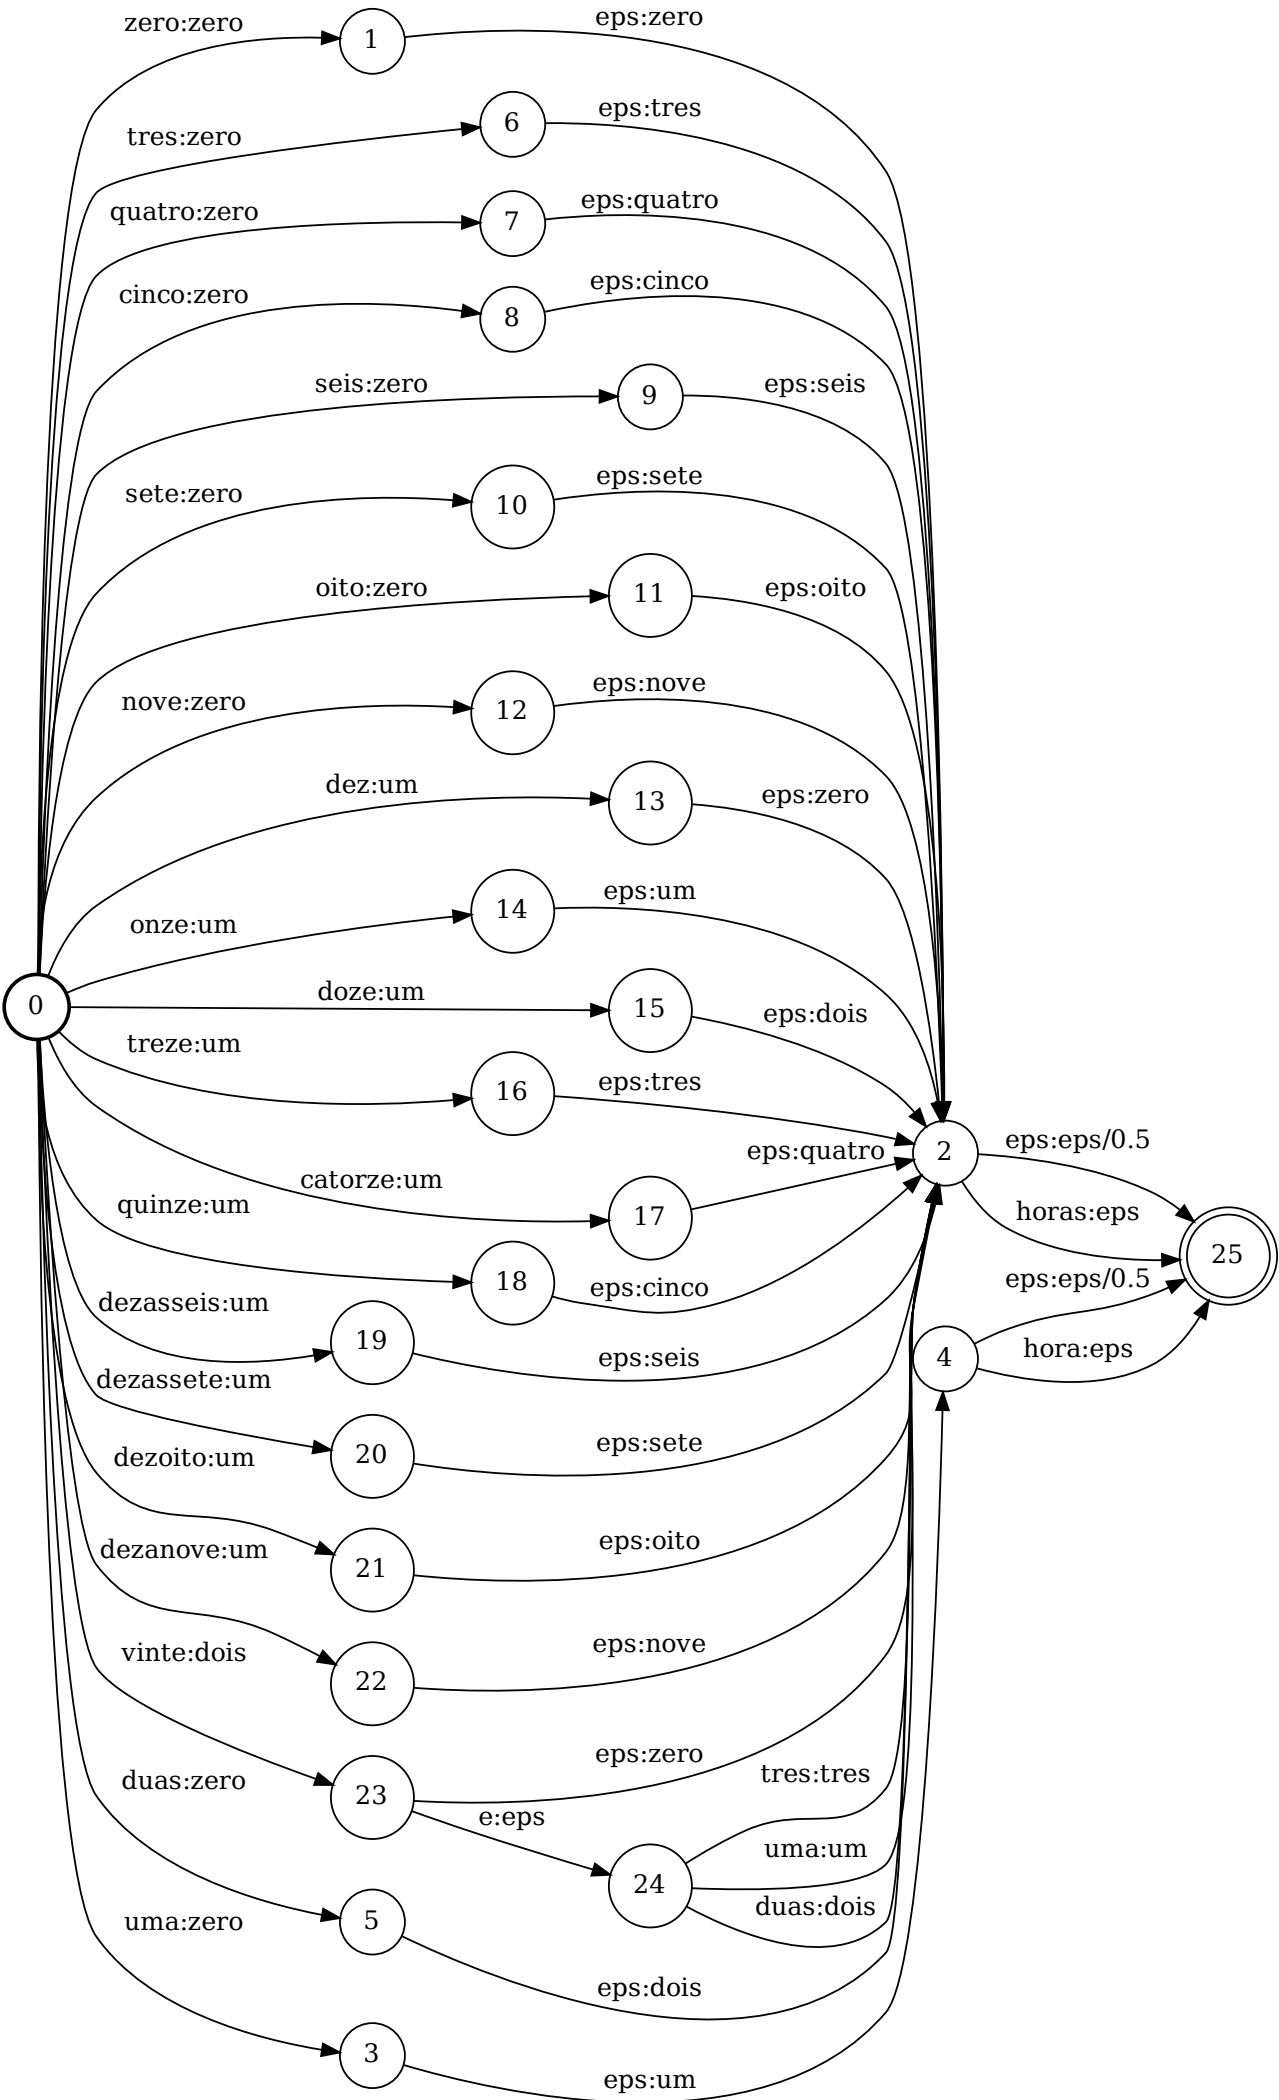 zero:zero
1
eps:zero
tres:zero
6
eps:tres
quatro:zero
7
eps:quatro
cinco:zero
8
eps:cinco
seis:zero
9
eps:seis
sete:zero
10
eps:sete
oito:zero
11
eps:oito
nove:zero
12
eps:nove
dez:um
13
eps:zero
onze:um
14
eps:um
0
doze:um
15
eps:dois
treze:um
16
eps:tres
catorze:um
17
eps:quatro
quinze:um
18
eps:cinco
2
eps:eps/0.5
horas:eps
25
eps:eps/0.5
4
hora:eps
dezasseis:um
19
eps:seis
dezassete:um
20
eps:sete
dezoito:um
21
eps:oito
dezanove:um
22
eps:nove
vinte:dois
23
eps:zero
e:eps
24
tres:tres
uma:um
duas:dois
duas:zero
5
eps:dois
uma:zero
3
eps:um